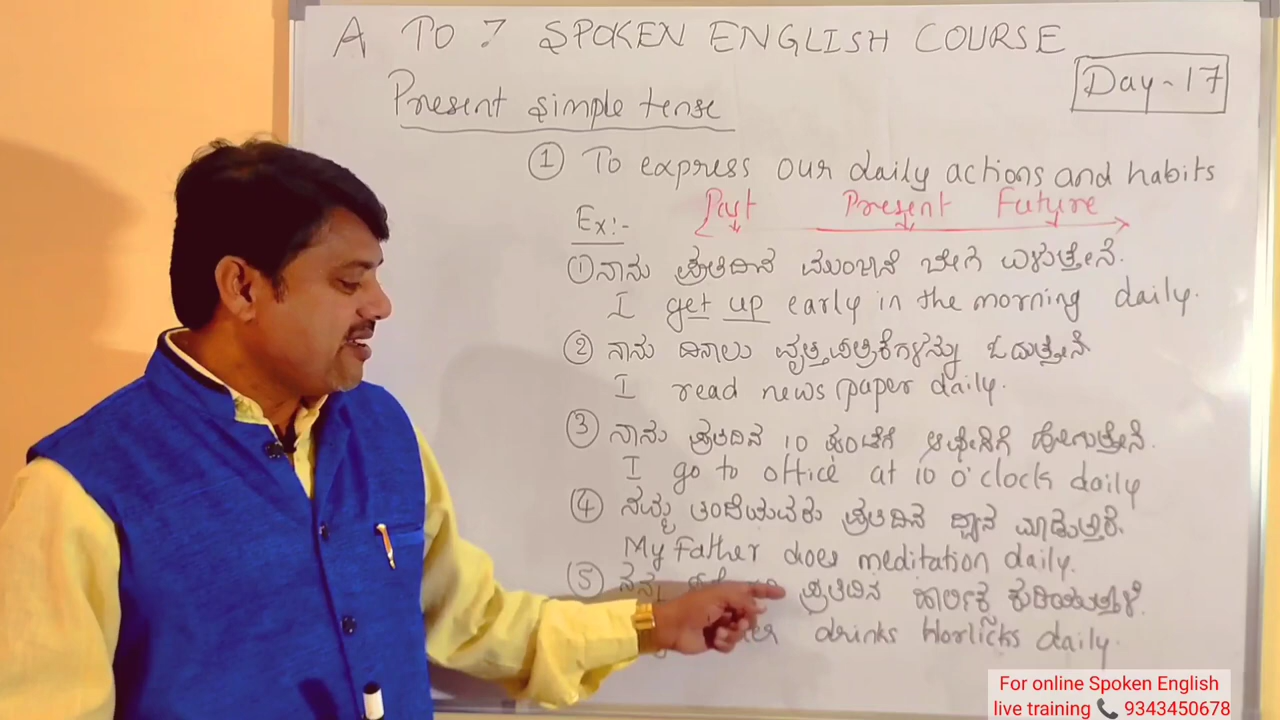 A TO Z SPOKEN ENGLISH COURSE
Day-17
Present simple tense
① To express our daily actions and habits
Past Present Future
Ex:-
① ನಾನು ಪ್ರತಿದಿನ ಮುಂಜಾನೆ ಬೇಗ ಏಳುತ್ತೇನೆ.
I get up early in the morning daily.
② ನಾನು ದಿನಾಲು ವೃತ್ತಪತ್ರಿಕೆಗಳನ್ನು ಓದುತ್ತೇನೆ
I read news paper daily.
③ ನಾನು ಪ್ರತಿದಿನ 10 ಘಂಟೆಗೆ ಆಫೀಸಿಗೆ ಹೋಗುತ್ತೇನೆ.
I go to office at 10 o'clock daily
④ ನಮ್ಮ ತಂದೆಯವರು ಪ್ರತಿದಿನ ಧ್ಯಾನ ಮಾಡುತ್ತಾರೆ.
My Father does meditation daily.
⑤ ನನ್ನ ಪ್ರತಿದಿನ ಹಾರ್ಲಿಕ್ಸ್ ಕುಡಿಯುತ್ತಾಳೆ.
drinks Horlicks daily.
For online Spoken English
live training 📞 9343450678